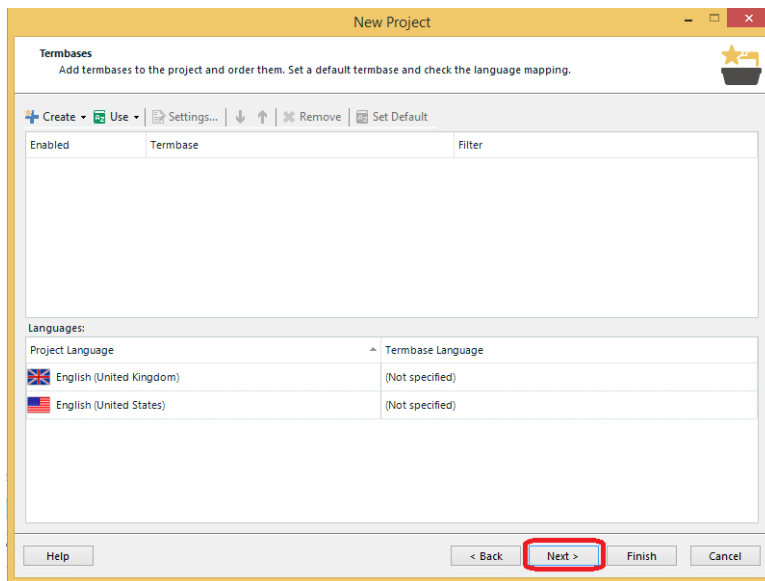 New Project
Termbases
Add termbases to the project and order them. Set a default termbase and check the language mapping.
Create Use Settings... Remove Set Default
Enabled Termbase Filter
Languages:
Project Language Termbase Language
English (United Kingdom) (Not specified)
English (United States) (Not specified)
Help < Back Next > Finish Cancel